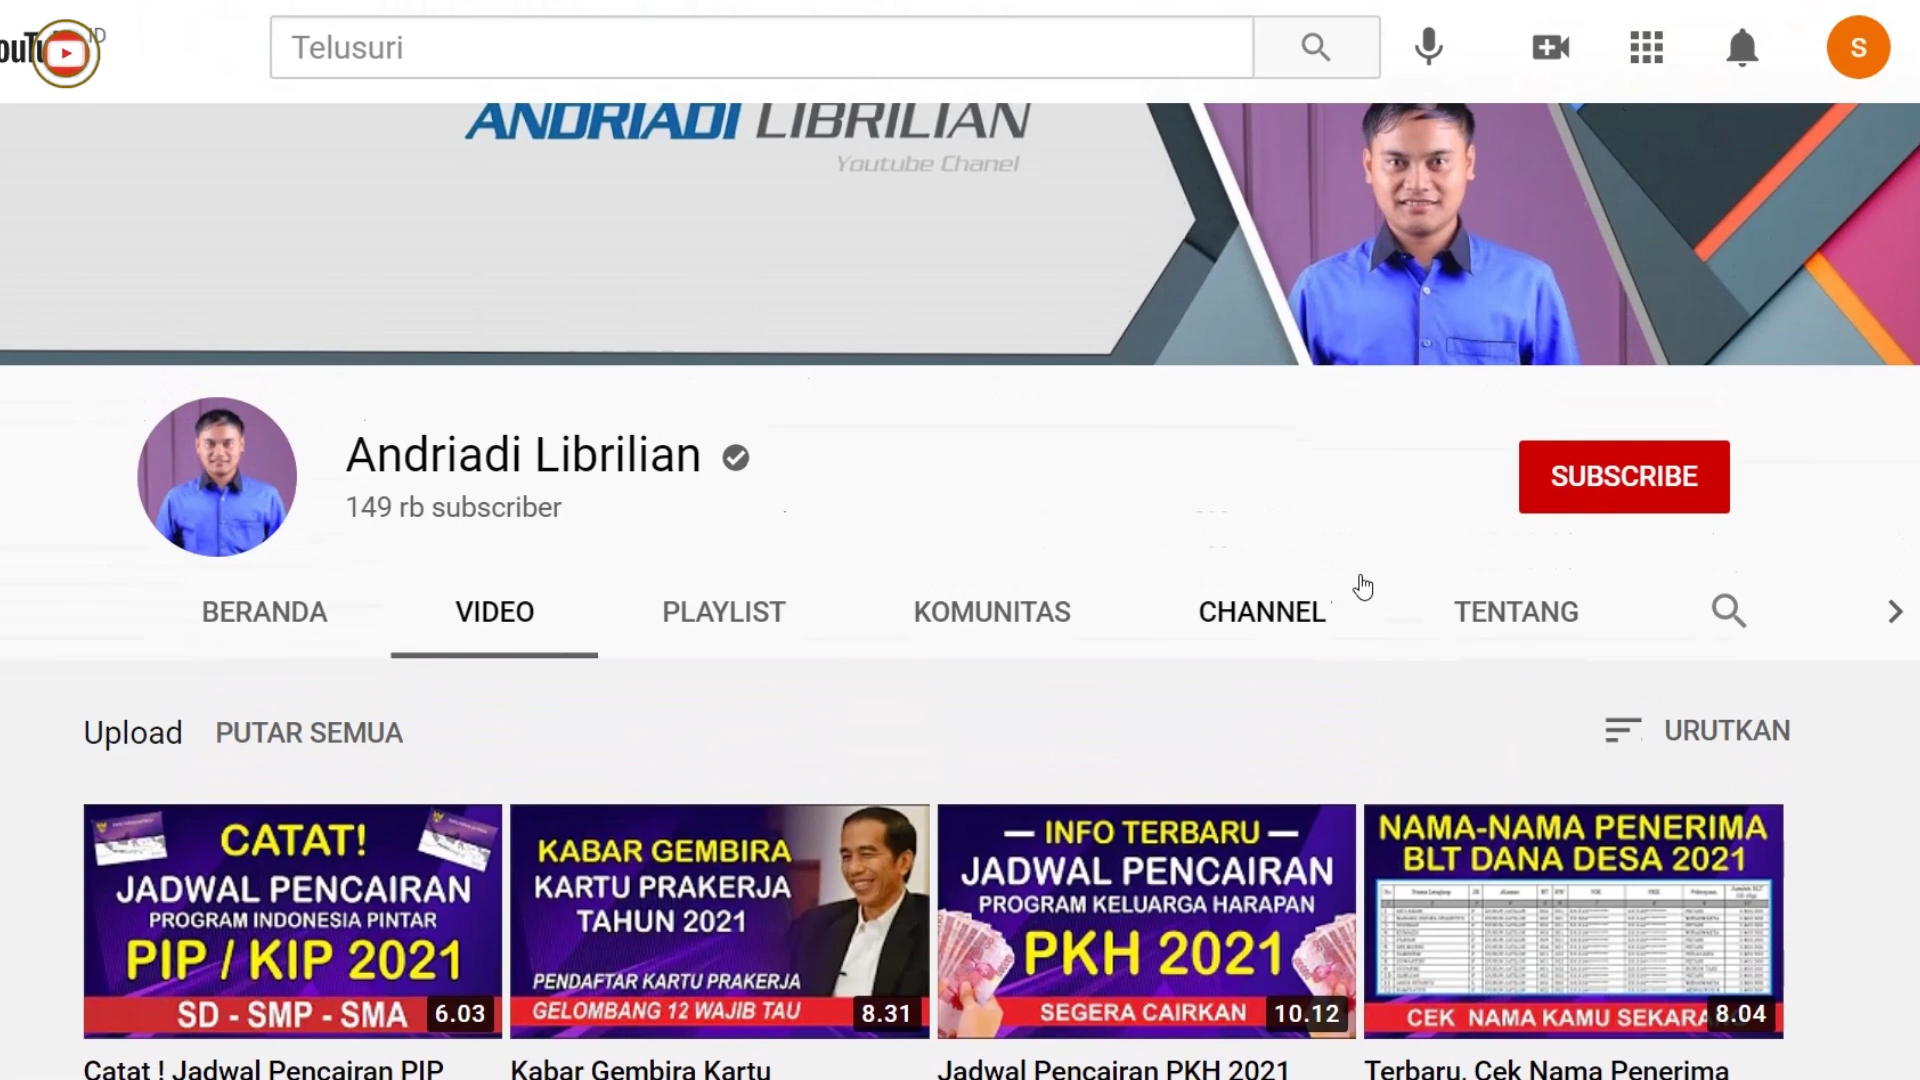 ID
Telusuri
S
ANDRIADI LIBRILIAN
Youtube Chanel
Andriadi Librilian
149 rb subscriber
SUBSCRIBE
BERANDA
VIDEO
PLAYLIST
KOMUNITAS
CHANNEL
TENTANG
Upload
PUTAR SEMUA
URUTKAN
CATAT!
JADWAL PENCAIRAN
PROGRAM INDONESIA PINTAR
PIP / KIP 2021
SD - SMP - SMA
6.03
KABAR GEMBIRA
KARTU PRAKERJA
TAHUN 2021
PENDAFTAR KARTU PRAKERJA
GELOMBANG 12 WAJIB TAU
8.31
INFO TERBARU
JADWAL PENCAIRAN
PROGRAM KELUARGA HARAPAN
PKH 2021
SEGERA CAIRKAN
10.12
NAMA-NAMA PENERIMA
BLT DANA DESA 2021
CEK NAMA KAMU
8.04
Catat ! Jadwal Pencairan PIP
Kabar Gembira Kartu
Jadwal Pencairan PKH 2021
Terbaru, Cek Nama Penerima